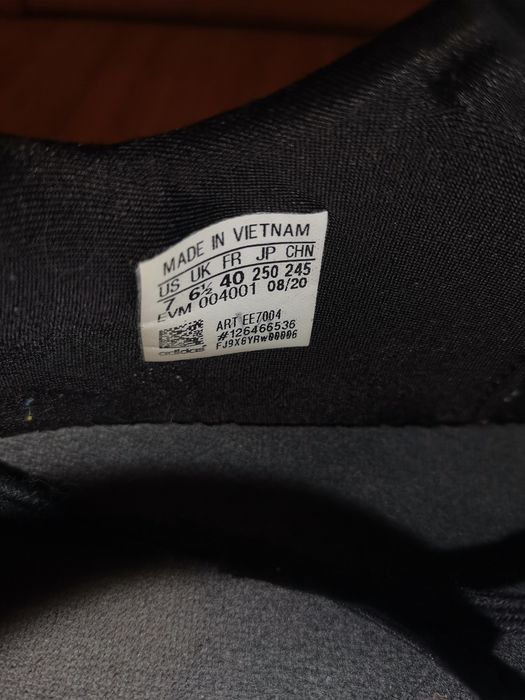 MADE IN VIETNAM
US UK FR JP CHN
7 6½ 40 250 245
EVM 004001 08/20
ART EE7004
#126466536
FJ9X6YRW00006
adidas